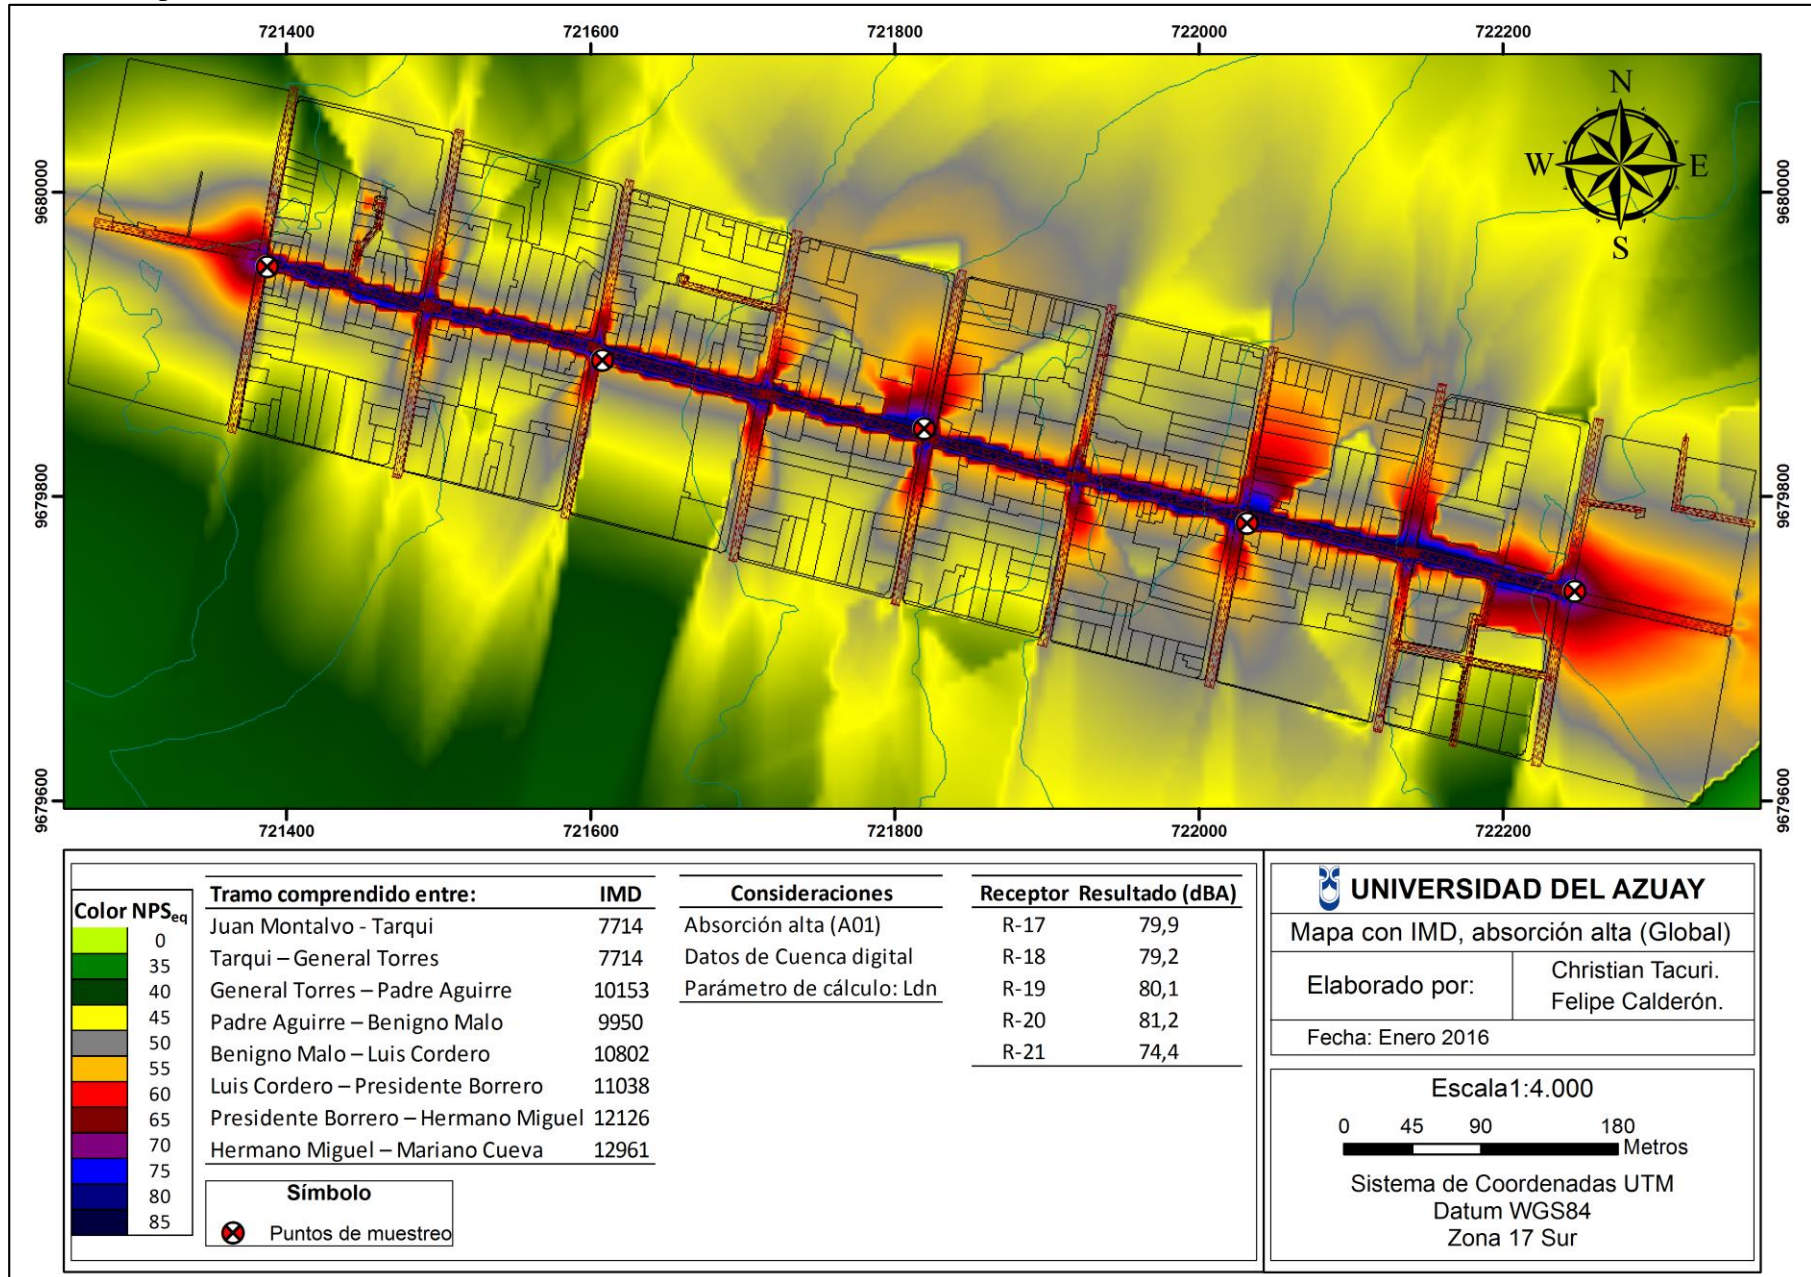 721400 721600 721800 722000 722200
N
W E
S
9680000 9680000
9679800 9679800
9679600 9679600
721400 721600 721800 722000 722200
Color NPSeq
0
35
40
45
50
55
60
65
70
75
80
85
Tramo comprendido entre: IMD
Juan Montalvo - Tarqui 7714
Tarqui – General Torres 7714
General Torres – Padre Aguirre 10153
Padre Aguirre – Benigno Malo 9950
Benigno Malo – Luis Cordero 10802
Luis Cordero – Presidente Borrero 11038
Presidente Borrero – Hermano Miguel 12126
Hermano Miguel – Mariano Cueva 12961
Símbolo
Puntos de muestreo
Consideraciones
Absorción alta (A01)
Datos de Cuenca digital
Parámetro de cálculo: Ldn
Receptor Resultado (dBA)
R-17 79,9
R-18 79,2
R-19 80,1
R-20 81,2
R-21 74,4
UNIVERSIDAD DEL AZUAY
Mapa con IMD, absorción alta (Global)
Elaborado por:
Christian Tacuri.
Felipe Calderón.
Fecha: Enero 2016
Escala1:4.000
0 45 90 180
Metros
Sistema de Coordenadas UTM
Datum WGS84
Zona 17 Sur